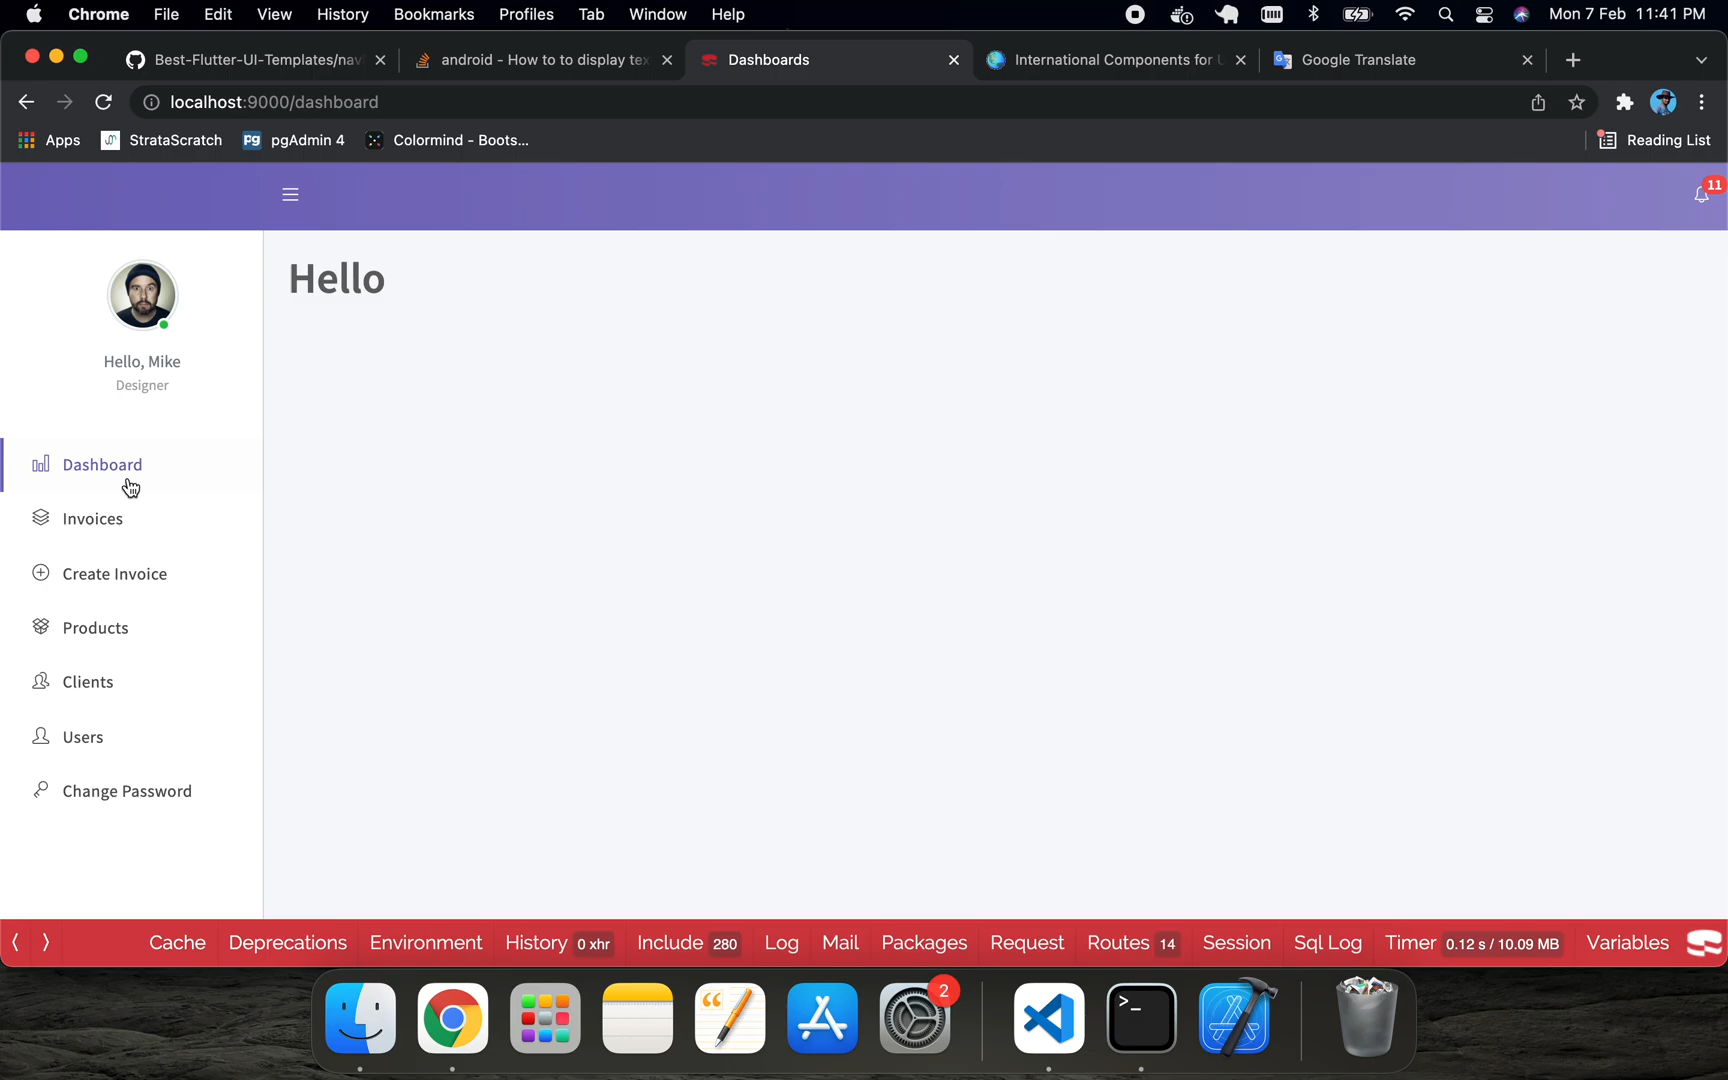 Chrome File Edit View History Bookmarks Profiles Tab Window Help Mon 7 Feb 11:41 PM
Best-Flutter-UI-Templates/nav android - How to to display tex Dashboards International Components for U Google Translate
localhost:9000/dashboard
Apps StrataScratch pg pgAdmin 4 Colormind - Boots... Reading List
11
Hello
Hello, Mike
Designer
Dashboard
Invoices
Create Invoice
Products
Clients
Users
Change Password
Cache Deprecations Environment History 0 xhr Include 280 Log Mail Packages Request Routes 14 Session Sql Log Timer 0.12 s / 10.09 MB Variables
2